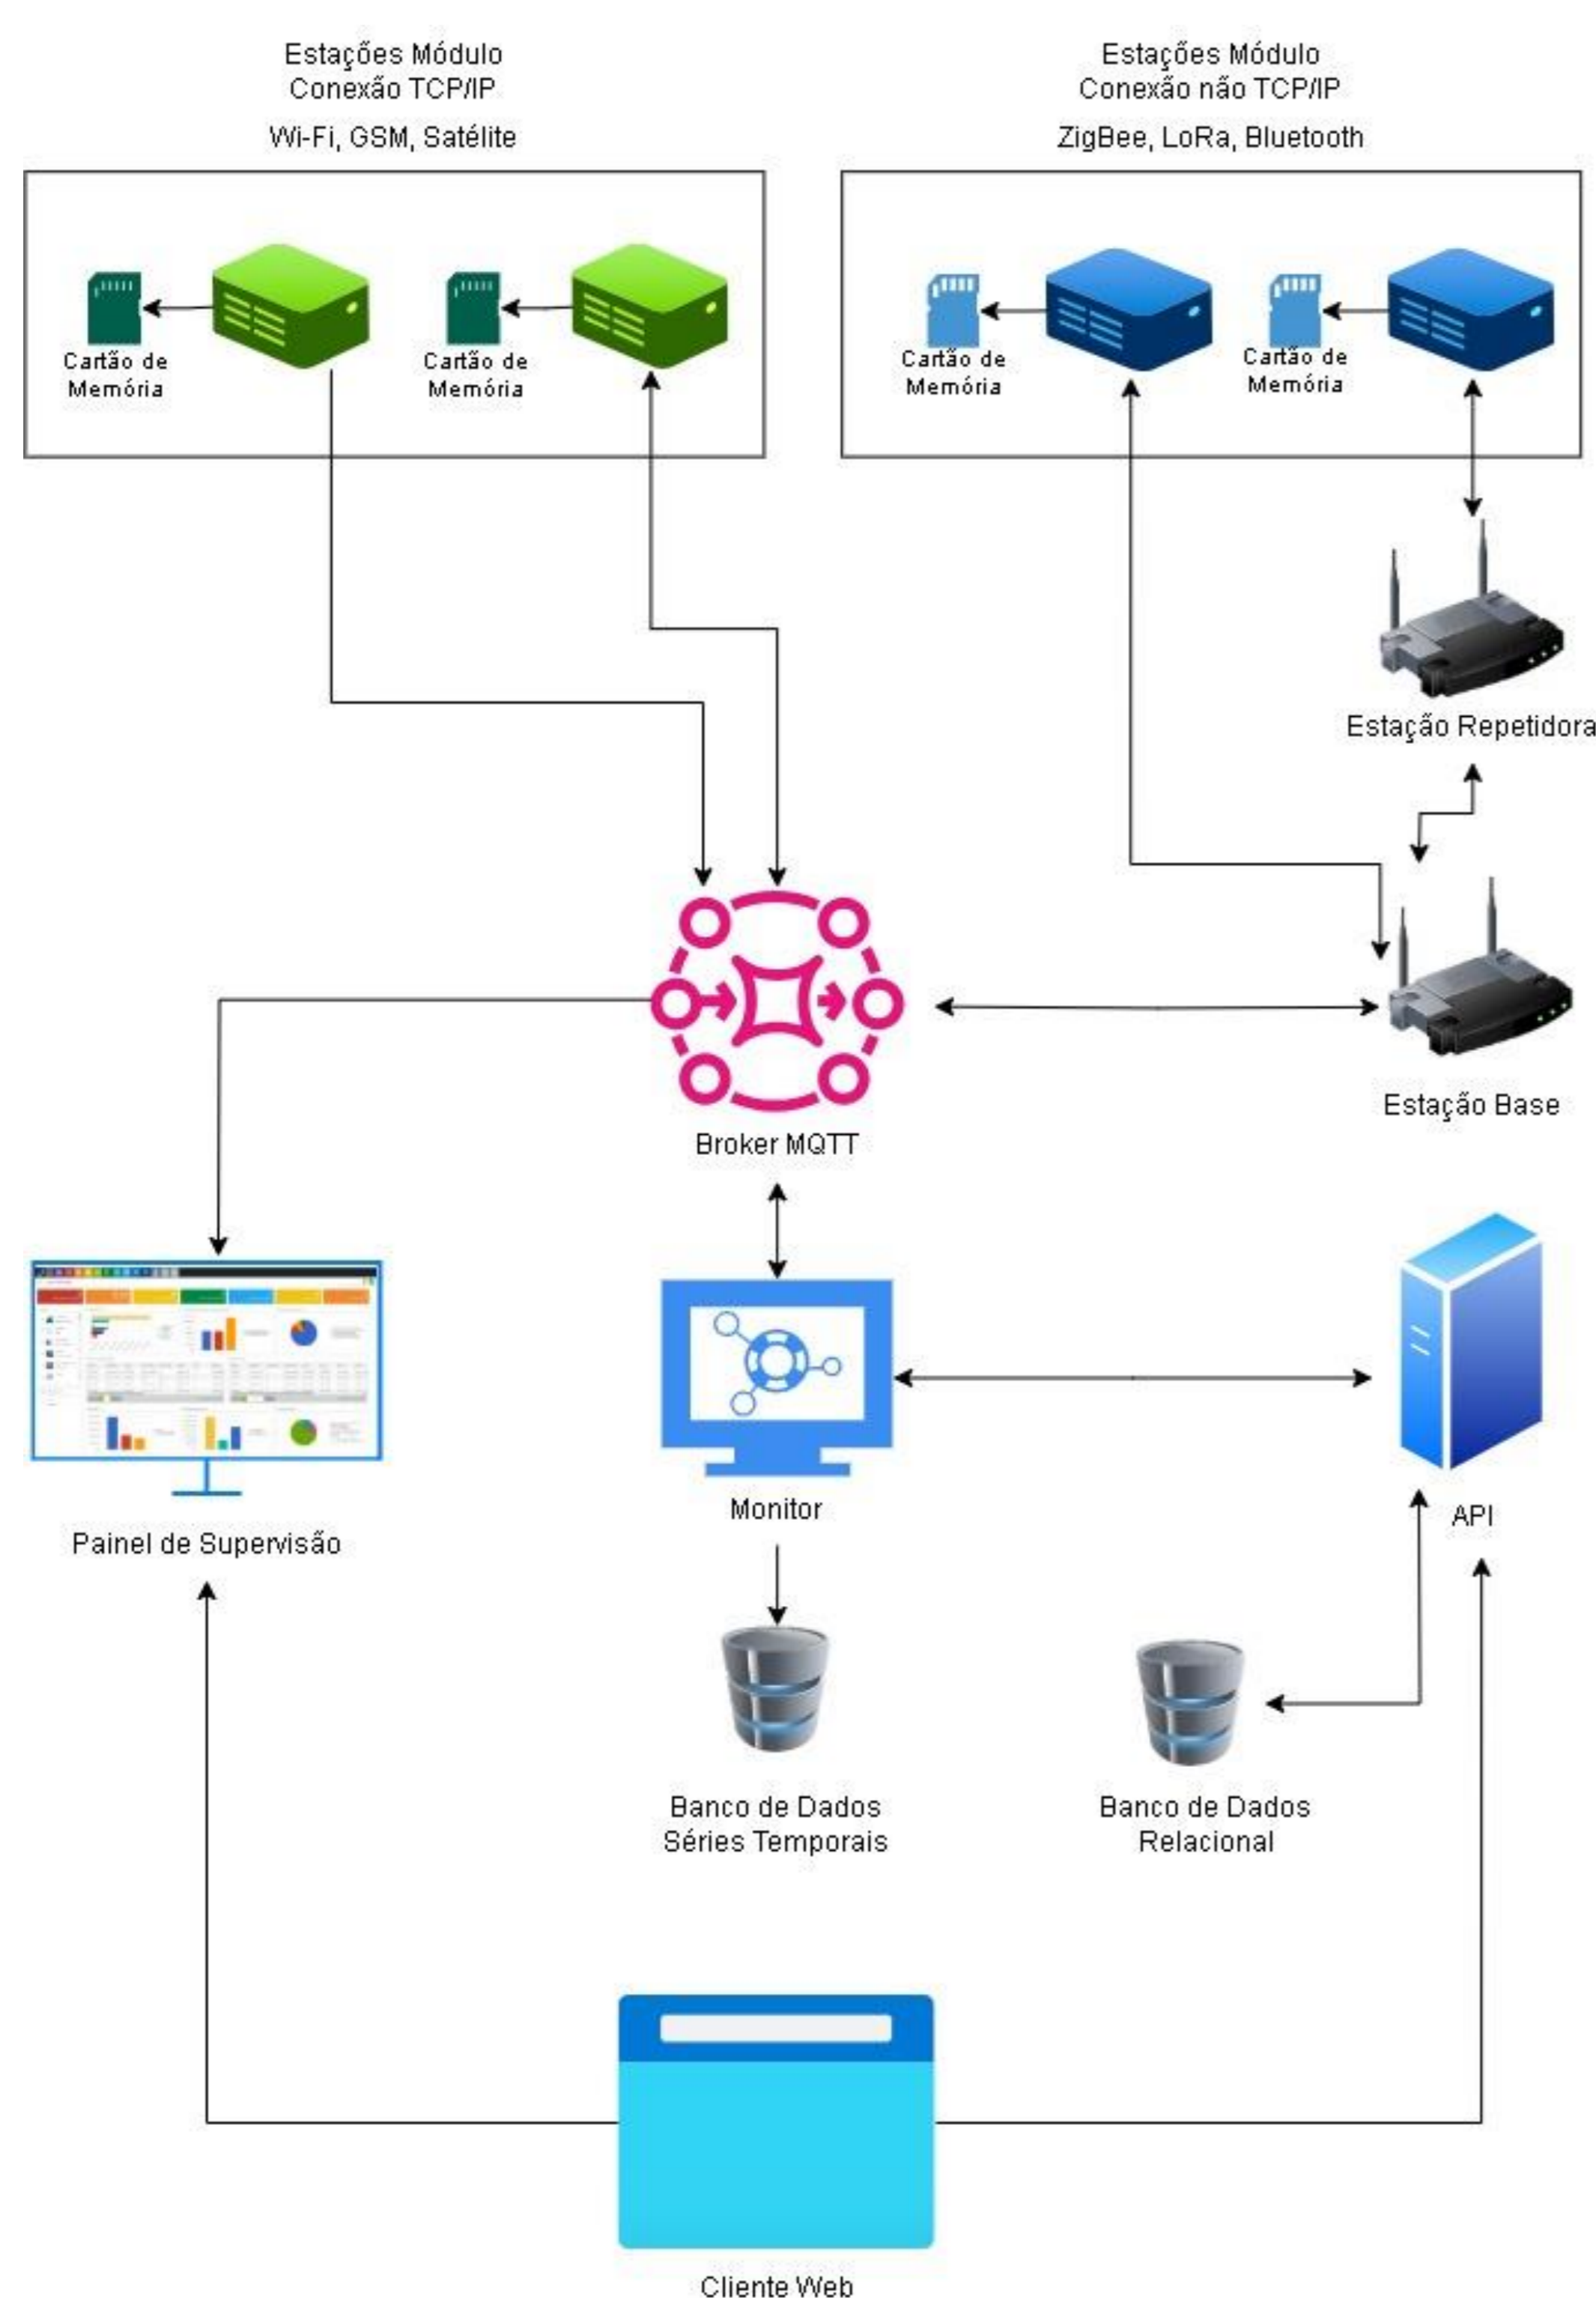 Estações Módulo
Conexão TCP/IP
Wi-Fi, GSM, Satélite
Estações Módulo
Conexão não TCP/IP
ZigBee, LoRa, Bluetooth
Cartão de
Memória
Cartão de
Memória
Cartão de
Memória
Cartão de
Memória
Estação Repetidora
Estação Base
Broker MQTT
Painel de Supervisão
Monitor
API
Banco de Dados
Séries Temporais
Banco de Dados
Relacional
Cliente Web